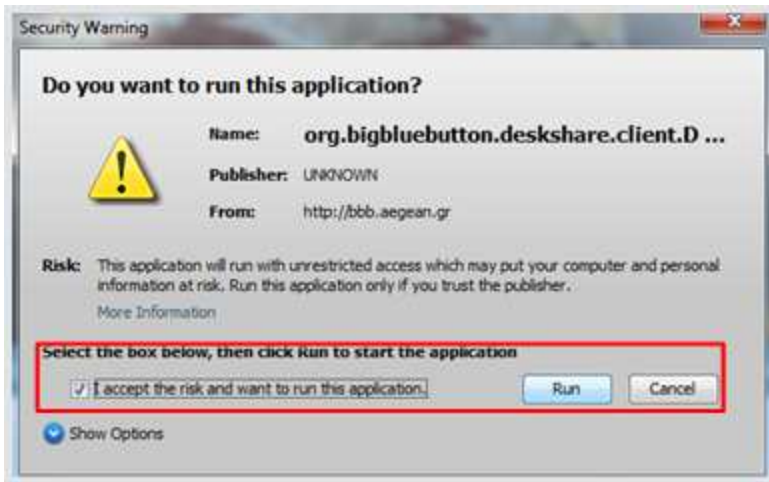 Security Warning
Do you want to run this application?
Name: org.bigbluebutton.deskshare.client.D ...
Publisher: UNKNOWN
From: http://bbb.aegean.gr
Risk: This application will run with unrestricted access which may put your computer and personal
information at risk. Run this application only if you trust the publisher.
More Information
Select the box below, then click Run to start the application
I accept the risk and want to run this application. Run Cancel
Show Options